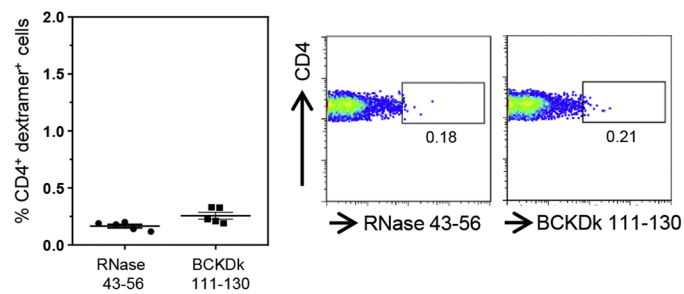 % CD4⁺ dextramer⁺ cells
2.0
1.5
1.0
0.5
0.0
RNase
43-56
BCKDk
111-130
CD4
0.18
0.21
RNase 43-56
BCKDk 111-130